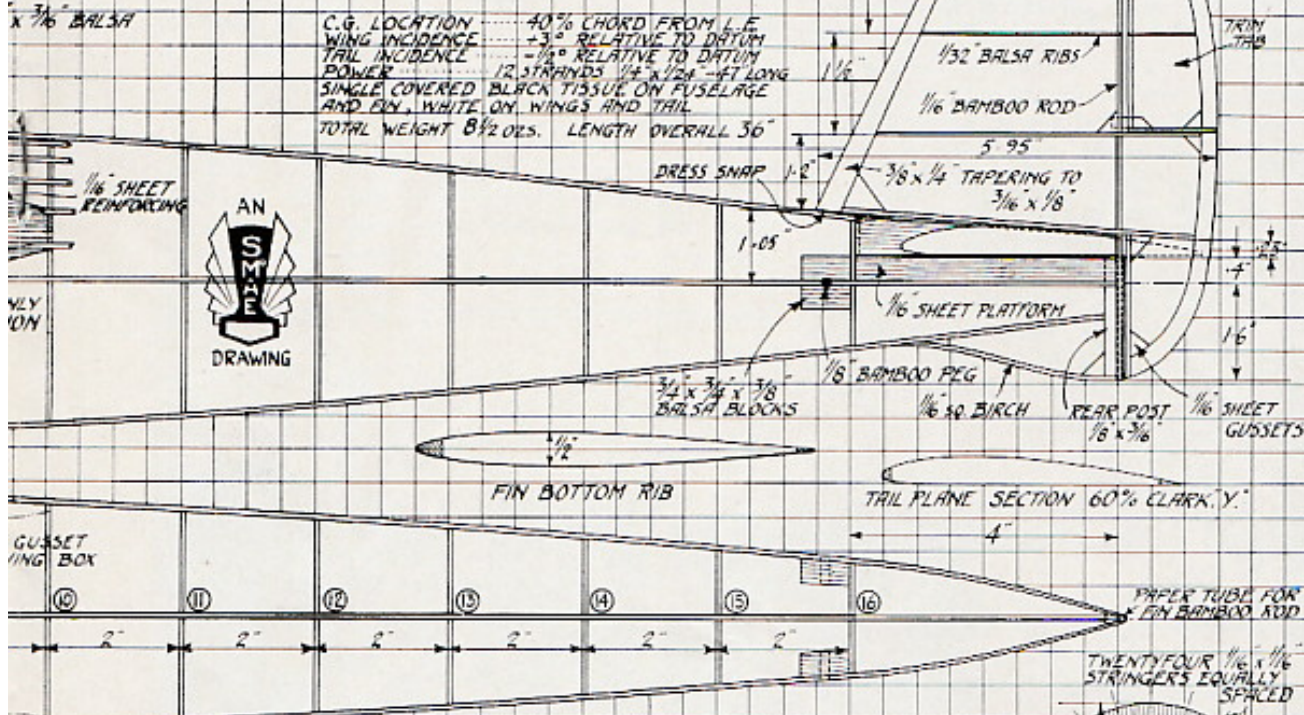 x 3/16" BALSA
C.G. LOCATION ------ 40% CHORD FROM L.E.
WING INCIDENCE ------ +3° RELATIVE TO DATUM
TAIL INCIDENCE ------ -1/2° RELATIVE TO DATUM
POWER ------ 12 STRANDS 1/4" x 1/24" - 4FT LONG
SINGLE COVERED BLACK TISSUE ON FUSELAGE
AND FIN, WHITE ON WINGS AND TAIL
TOTAL WEIGHT 8 1/2 OZS. LENGTH OVERALL 36"
TRIM
TAB
1/32" BALSA RIBS
1 1/2"
1/16" BAMBOO ROD
5.95"
DRESS SNAP
1.2"
3/8" x 1/4" TAPERING TO
3/16" x 1/8"
1/16" SHEET
REINFORCING
AN
SMAE
DRAWING
1.05"
.4"
1/16" SHEET PLATFORM
1.6"
NLY
ON
3/4" x 3/4" x 3/8"
BALSA BLOCKS
1/8" BAMBOO PEG
1/16" SQ. BIRCH
REAR POST
1/8" x 3/16"
1/16" SHEET
GUSSETS
1/2"
FIN BOTTOM RIB
TAIL PLANE SECTION 60% CLARK.Y.
4"
GUSSET
WING BOX
10 11 12 13 14 15 16
PAPER TUBE FOR
FIN BAMBOO ROD
2" 2" 2" 2" 2" 2"
TWENTYFOUR 1/16" x 1/16"
STRINGERS EQUALLY
SPACED